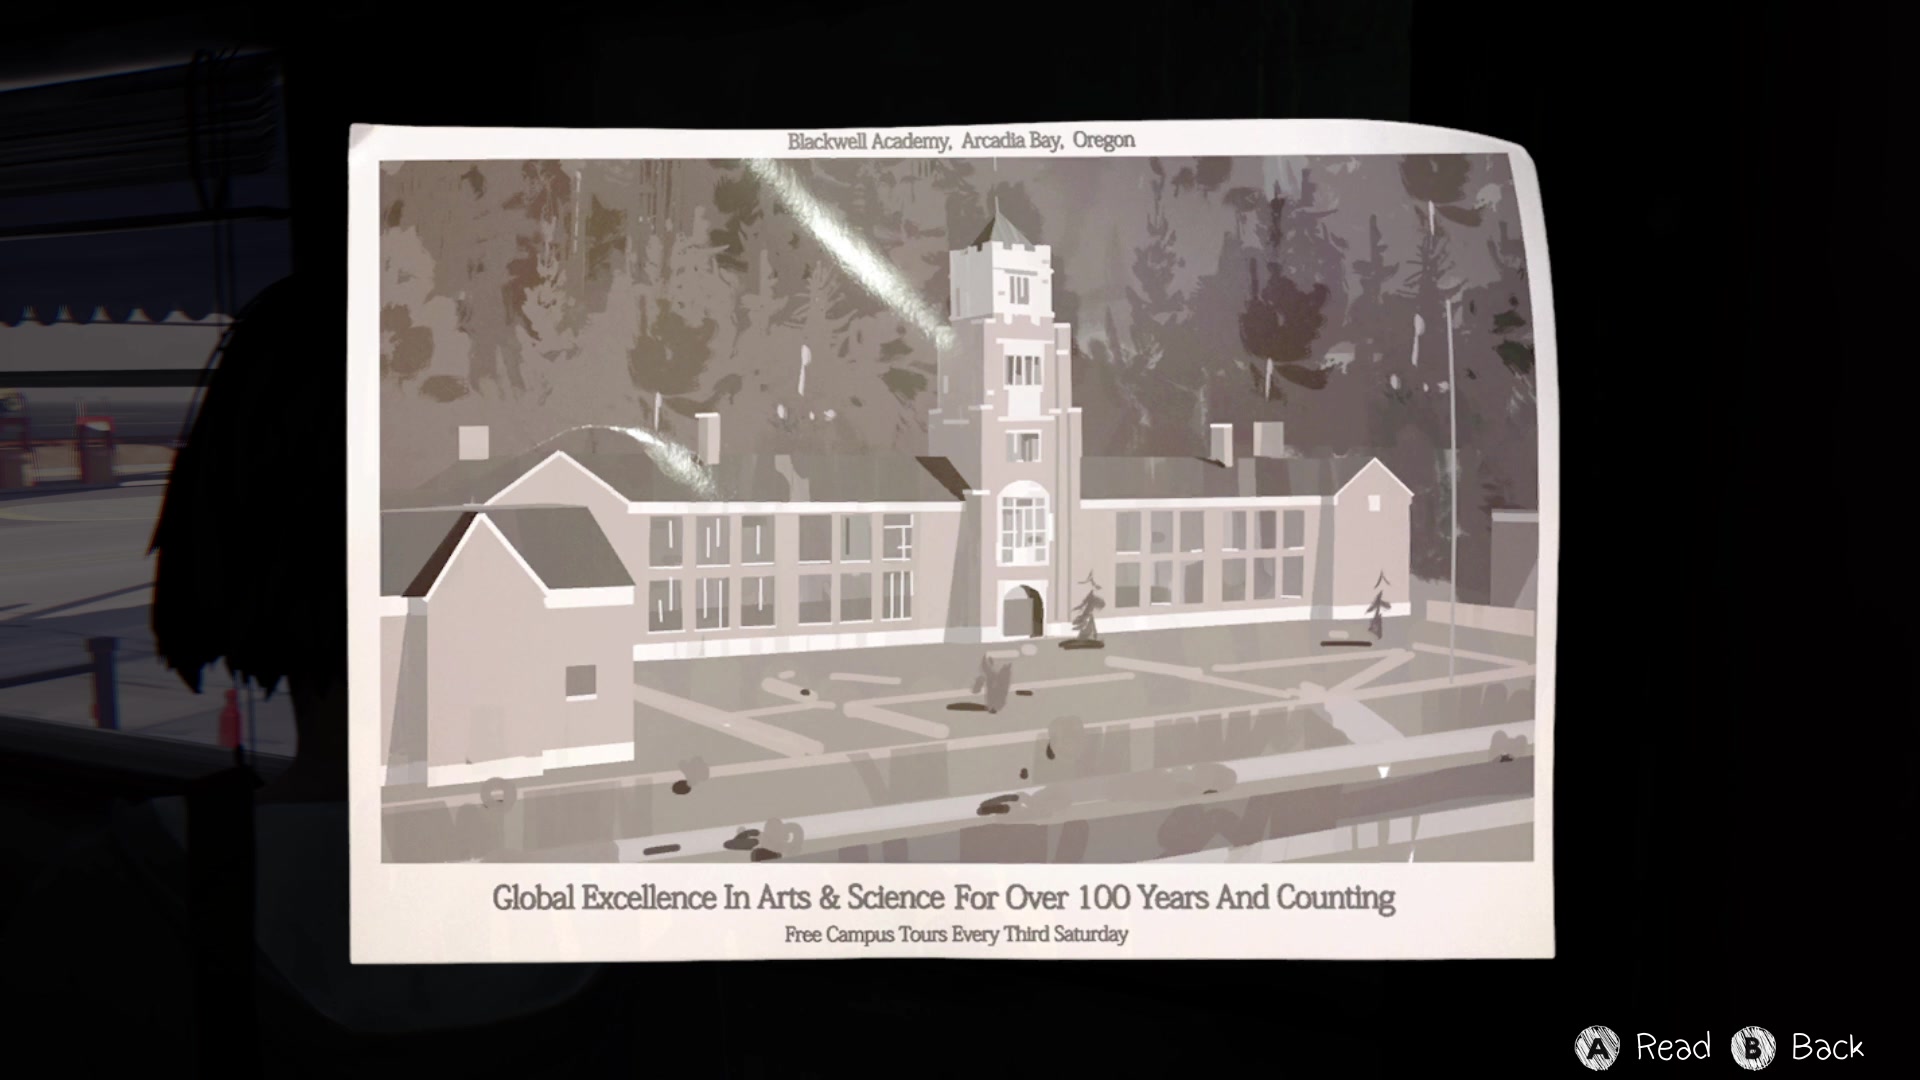 Blackwell Academy, Arcadia Bay, Oregon
Global Excellence In Arts & Science For Over 100 Years And Counting
Free Campus Tours Every Third Saturday
A Read B Back